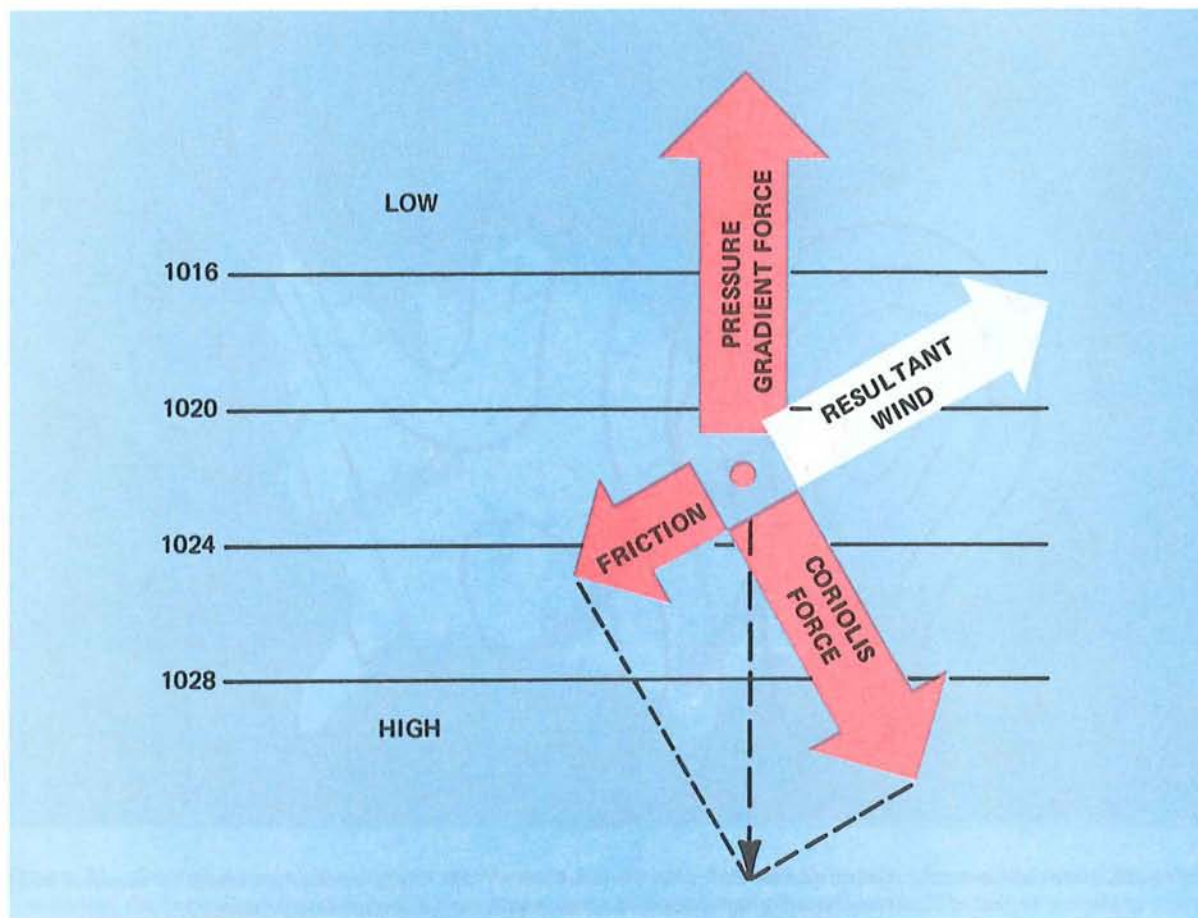 LOW
1016
PRESSURE
GRADIENT FORCE
RESULTANT
WIND
1020
1024
FRICTION
CORIOLIS
FORCE
1028
HIGH